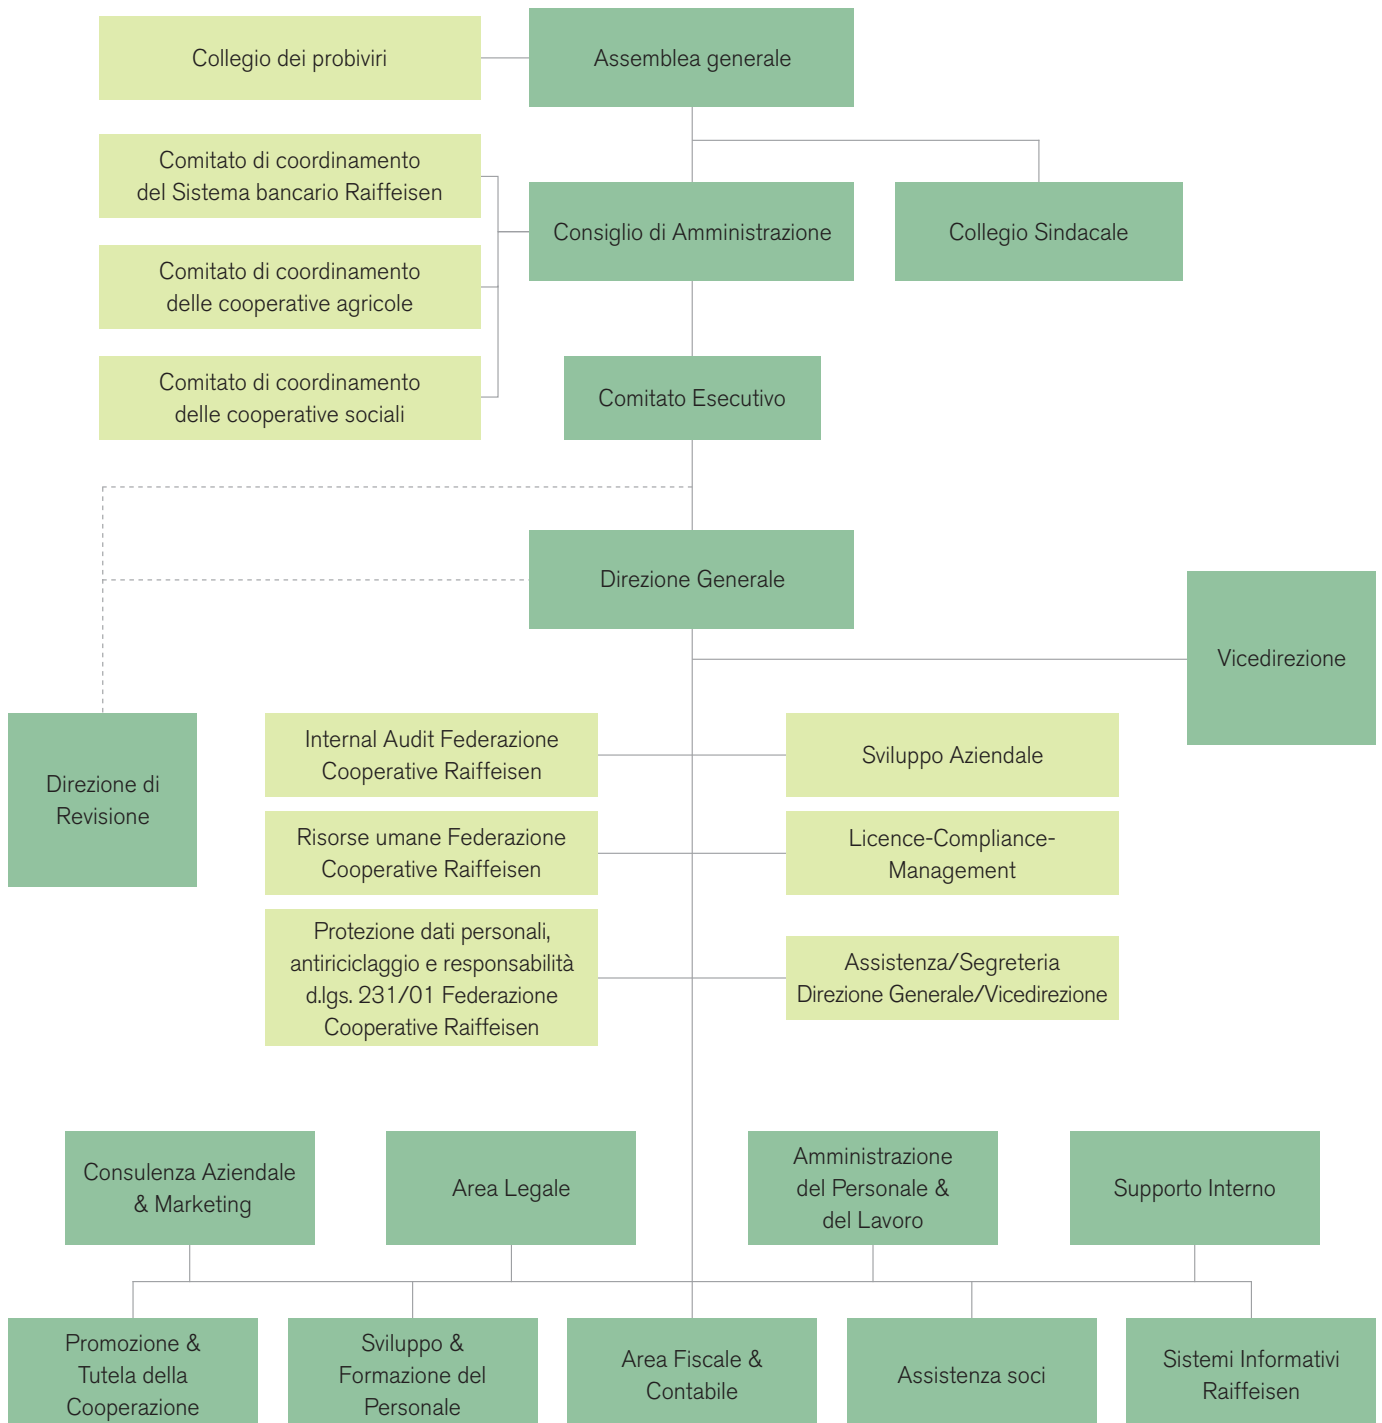 Collegio dei probiviri
Assemblea generale
Comitato di coordinamento
del Sistema bancario Raiffeisen
Consiglio di Amministrazione
Collegio Sindacale
Comitato di coordinamento
delle cooperative agricole
Comitato di coordinamento
delle cooperative sociali
Comitato Esecutivo
Direzione Generale
Vicedirezione
Direzione di
Revisione
Internal Audit Federazione
Cooperative Raiffeisen
Sviluppo Aziendale
Risorse umane Federazione
Cooperative Raiffeisen
Licence-Compliance-
Management
Protezione dati personali,
antiriciclaggio e responsabilità
d.lgs. 231/01 Federazione
Cooperative Raiffeisen
Assistenza/Segreteria
Direzione Generale/Vicedirezione
Consulenza Aziendale
& Marketing
Area Legale
Amministrazione
del Personale &
del Lavoro
Supporto Interno
Promozione &
Tutela della
Cooperazione
Sviluppo &
Formazione del
Personale
Area Fiscale &
Contabile
Assistenza soci
Sistemi Informativi
Raiffeisen